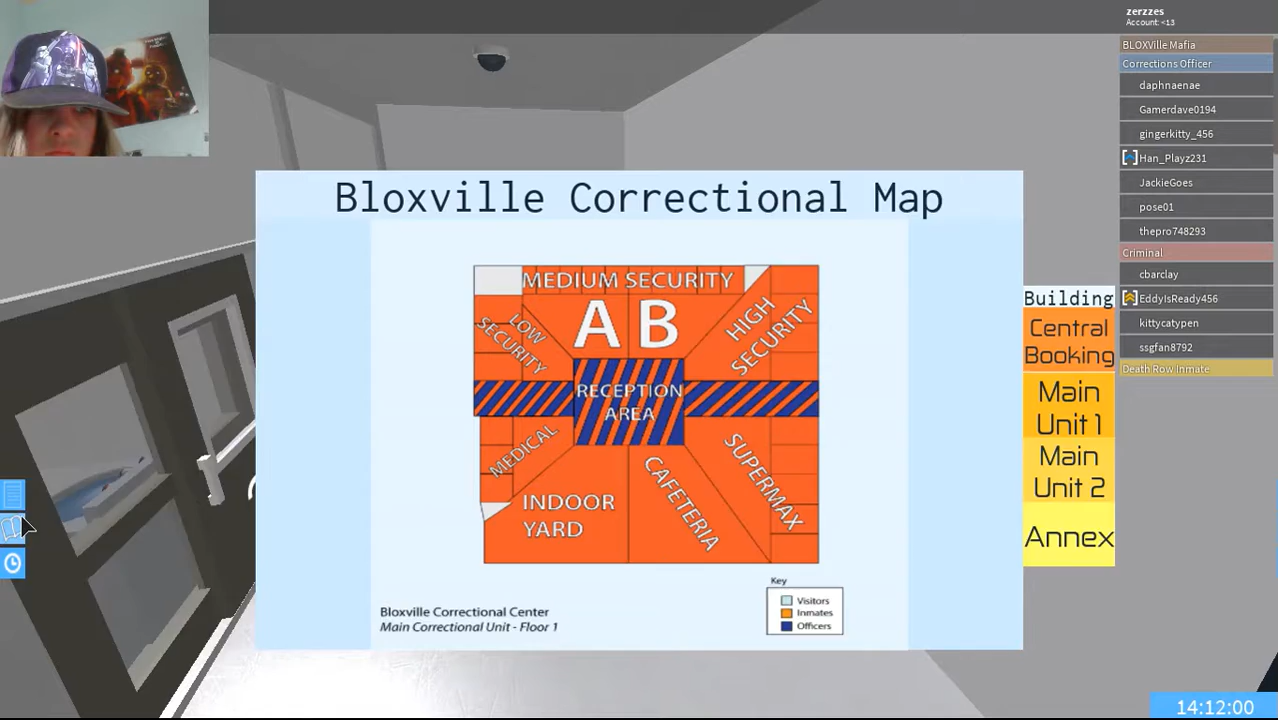 zerzzes
Account: <13
BLOXVille Mafia
Corrections Officer
daphnaenae
Gamerdave0194
gingerkitty_456
Han_Playz231
JackieGoes
pose01
thepro748293
Criminal
cbarclay
EddyIsReady456
kittycatypen
ssgfan8792
Death Row Inmate
Bloxville Correctional Map
MEDIUM SECURITY
A B
LOW
SECURITY
HIGH
SECURITY
RECEPTION
AREA
MEDICAL
INDOOR
YARD
CAFETERIA
SUPERMAX
Key
Visitors
Inmates
Officers
Bloxville Correctional Center
Main Correctional Unit - Floor 1
Building
Central
Booking
Main
Unit 1
Main
Unit 2
Annex
14:12:00